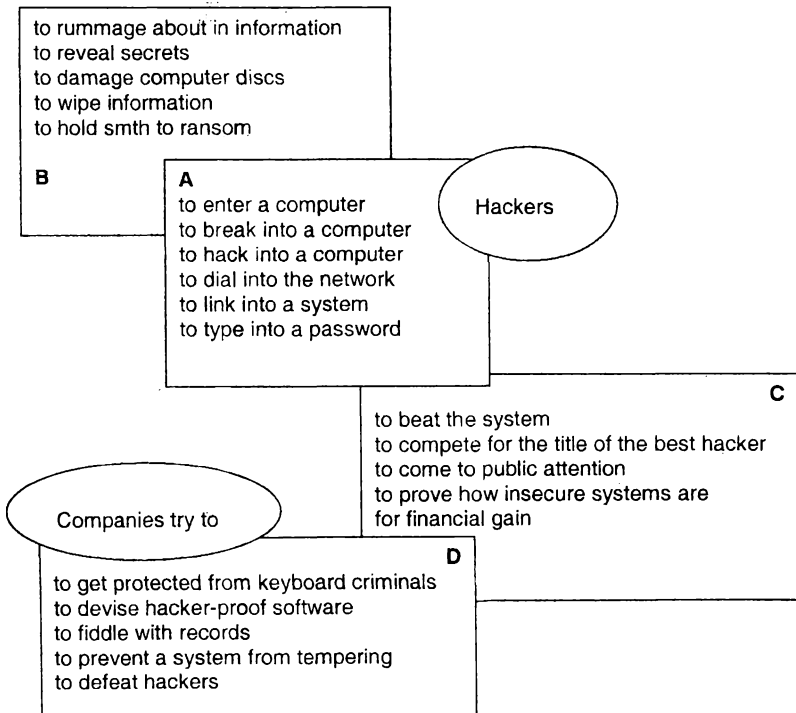 to rummage about in information
to reveal secrets
to damage computer discs
to wipe information
to hold smth to ransom
B
A
to enter a computer
to break into a computer
to hack into a computer
to dial into the network
to link into a system
to type into a password
Hackers
C
to beat the system
to compete for the title of the best hacker
to come to public attention
to prove how insecure systems are
for financial gain
Companies try to
D
to get protected from keyboard criminals
to devise hacker-proof software
to fiddle with records
to prevent a system from tempering
to defeat hackers